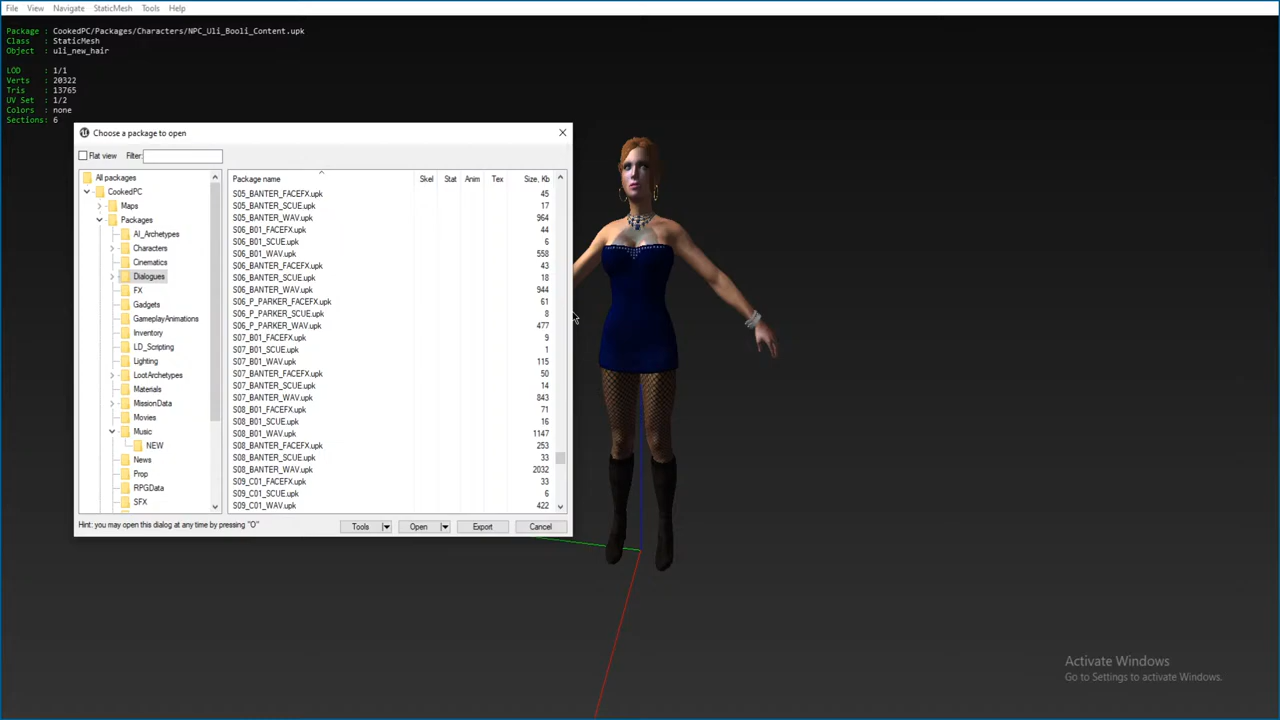 File View Navigate StaticMesh Tools Help
Package : CookedPC/Packages/Characters/NPC_Uli_Booli_Content.upk
Class : StaticMesh
Object : uli_new_hair
LOD : 1/1
Verts : 20322
Tris : 13765
UV Set : 1/2
Colors : none
Sections: 6
Choose a package to open
Flat view Filter:
All packages
CookedPC
Maps
Packages
AI_Archetypes
Characters
Cinematics
Dialogues
FX
Gadgets
GameplayAnimations
Inventory
LD_Scripting
Lighting
LootArchetypes
Materials
MissionData
Movies
Music
NEW
News
Prop
RPGData
SFX
Package name Skel Stat Anim Tex Size, Kb
S05_BANTER_FACEFX.upk 45
S05_BANTER_SCUE.upk 17
S05_BANTER_WAV.upk 964
S06_B01_FACEFX.upk 44
S06_B01_SCUE.upk 6
S06_B01_WAV.upk 558
S06_BANTER_FACEFX.upk 43
S06_BANTER_SCUE.upk 18
S06_BANTER_WAV.upk 944
S06_P_PARKER_FACEFX.upk 61
S06_P_PARKER_SCUE.upk 8
S06_P_PARKER_WAV.upk 477
S07_B01_FACEFX.upk 9
S07_B01_SCUE.upk 1
S07_B01_WAV.upk 115
S07_BANTER_FACEFX.upk 50
S07_BANTER_SCUE.upk 14
S07_BANTER_WAV.upk 843
S08_B01_FACEFX.upk 71
S08_B01_SCUE.upk 16
S08_B01_WAV.upk 1147
S08_BANTER_FACEFX.upk 253
S08_BANTER_SCUE.upk 33
S08_BANTER_WAV.upk 2032
S09_C01_FACEFX.upk 33
S09_C01_SCUE.upk 6
S09_C01_WAV.upk 422
Hint: you may open this dialog at any time by pressing "O"
Tools Open Export Cancel
Activate Windows
Go to Settings to activate Windows.